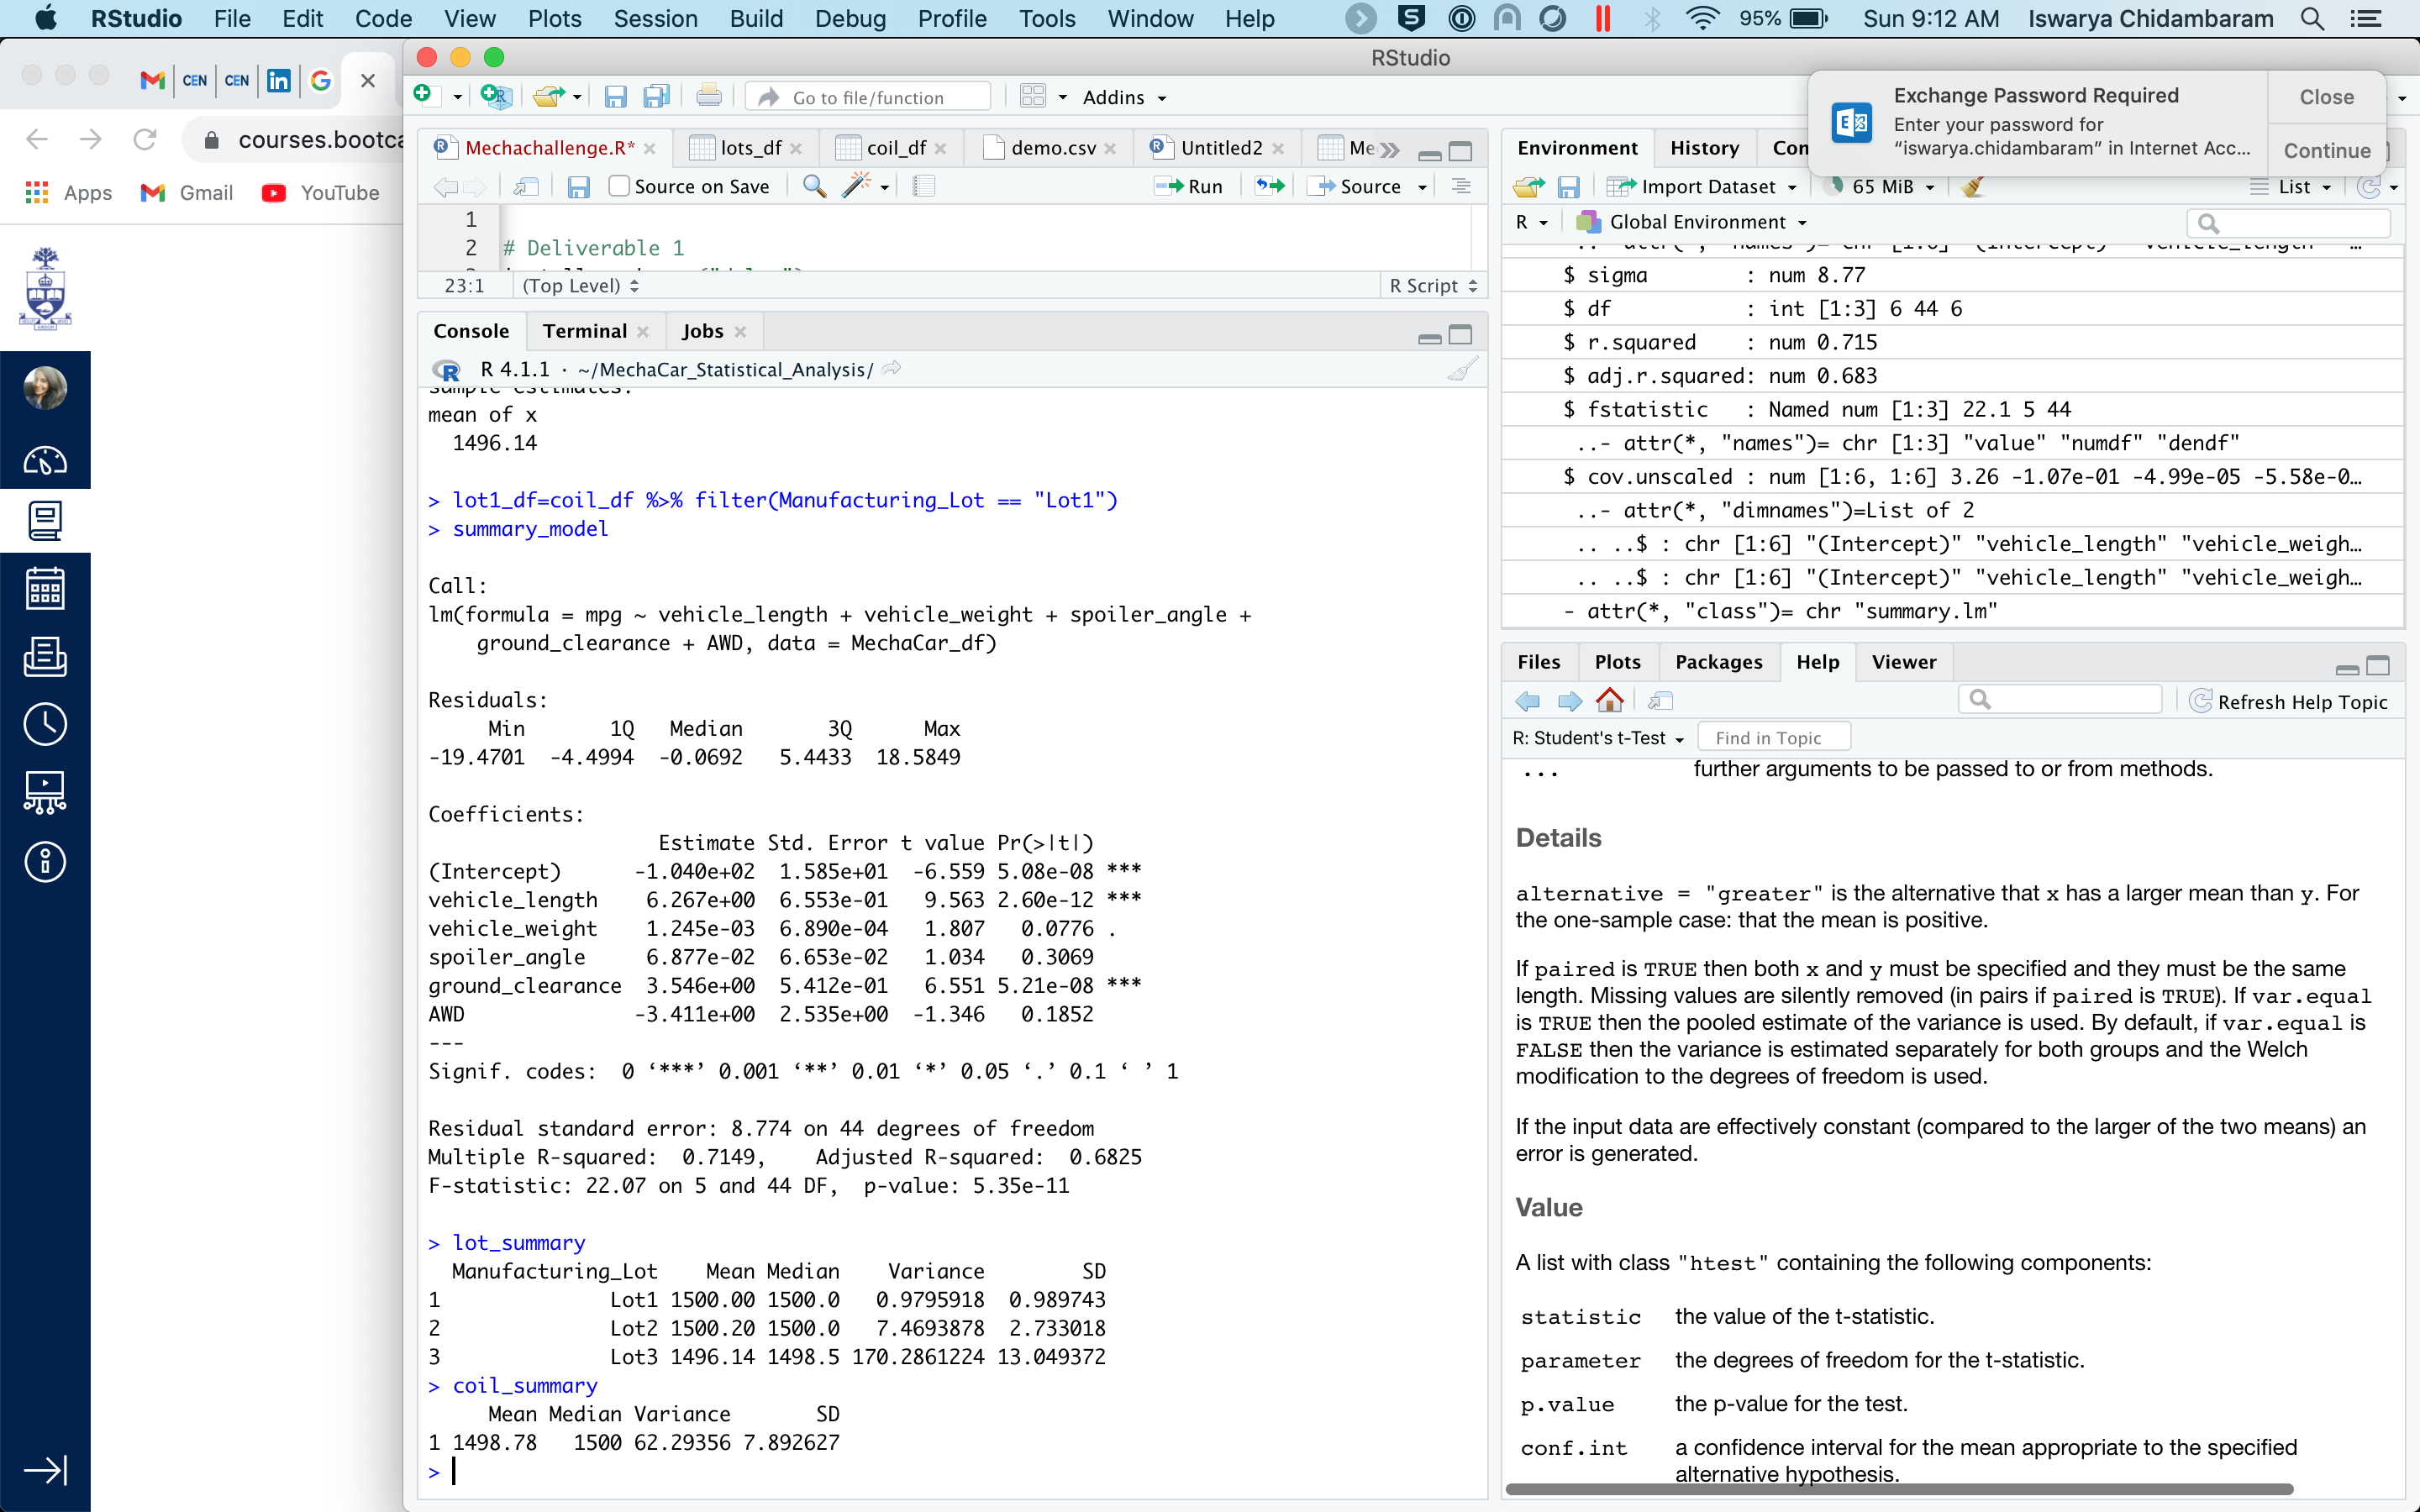 RStudio File Edit Code View Plots Session Build Debug Profile Tools Window Help 95% Sun 9:12 AM Iswarya Chidambaram
CEN CEN in G
courses.bootca
Apps Gmail YouTube
RStudio
Go to file/function Addins
Exchange Password Required
Enter your password for
“iswarya.chidambaram” in Internet Acc...
Close
Continue
Mechachallenge.R* lots_df coil_df demo.csv Untitled2 Me
Source on Save Run Source
1
2 # Deliverable 1
23:1 (Top Level) R Script
Console Terminal Jobs
R 4.1.1 · ~/MechaCar_Statistical_Analysis/
sample estimates:
mean of x
1496.14
> lot1_df=coil_df %>% filter(Manufacturing_Lot == "Lot1")
> summary_model
Call:
lm(formula = mpg ~ vehicle_length + vehicle_weight + spoiler_angle +
ground_clearance + AWD, data = MechaCar_df)
Residuals:
Min 1Q Median 3Q Max
-19.4701 -4.4994 -0.0692 5.4433 18.5849
Coefficients:
Estimate Std. Error t value Pr(>|t|)
(Intercept) -1.040e+02 1.585e+01 -6.559 5.08e-08 ***
vehicle_length 6.267e+00 6.553e-01 9.563 2.60e-12 ***
vehicle_weight 1.245e-03 6.890e-04 1.807 0.0776 .
spoiler_angle 6.877e-02 6.653e-02 1.034 0.3069
ground_clearance 3.546e+00 5.412e-01 6.551 5.21e-08 ***
AWD -3.411e+00 2.535e+00 -1.346 0.1852
---
Signif. codes: 0 ‘***’ 0.001 ‘**’ 0.01 ‘*’ 0.05 ‘.’ 0.1 ‘ ’ 1
Residual standard error: 8.774 on 44 degrees of freedom
Multiple R-squared: 0.7149, Adjusted R-squared: 0.6825
F-statistic: 22.07 on 5 and 44 DF, p-value: 5.35e-11
> lot_summary
Manufacturing_Lot Mean Median Variance SD
1 Lot1 1500.00 1500.0 0.9795918 0.989743
2 Lot2 1500.20 1500.0 7.4693878 2.733018
3 Lot3 1496.14 1498.5 170.2861224 13.049372
> coil_summary
Mean Median Variance SD
1 1498.78 1500 62.29356 7.892627
>
Environment History Con
Import Dataset 65 MiB List
R Global Environment
$ sigma : num 8.77
$ df : int [1:3] 6 44 6
$ r.squared : num 0.715
$ adj.r.squared: num 0.683
$ fstatistic : Named num [1:3] 22.1 5 44
..- attr(*, "names")= chr [1:3] "value" "numdf" "dendf"
$ cov.unscaled : num [1:6, 1:6] 3.26 -1.07e-01 -4.99e-05 -5.58e-0…
..- attr(*, "dimnames")=List of 2
.. ..$ : chr [1:6] "(Intercept)" "vehicle_length" "vehicle_weigh…
.. ..$ : chr [1:6] "(Intercept)" "vehicle_length" "vehicle_weigh…
- attr(*, "class")= chr "summary.lm"
Files Plots Packages Help Viewer
Refresh Help Topic
R: Student's t-Test Find in Topic
... further arguments to be passed to or from methods.
Details
alternative = "greater" is the alternative that x has a larger mean than y. For
the one-sample case: that the mean is positive.
If paired is TRUE then both x and y must be specified and they must be the same
length. Missing values are silently removed (in pairs if paired is TRUE). If var.equal
is TRUE then the pooled estimate of the variance is used. By default, if var.equal is
FALSE then the variance is estimated separately for both groups and the Welch
modification to the degrees of freedom is used.
If the input data are effectively constant (compared to the larger of the two means) an
error is generated.
Value
A list with class "htest" containing the following components:
statistic the value of the t-statistic.
parameter the degrees of freedom for the t-statistic.
p.value the p-value for the test.
conf.int a confidence interval for the mean appropriate to the specified
alternative hypothesis.